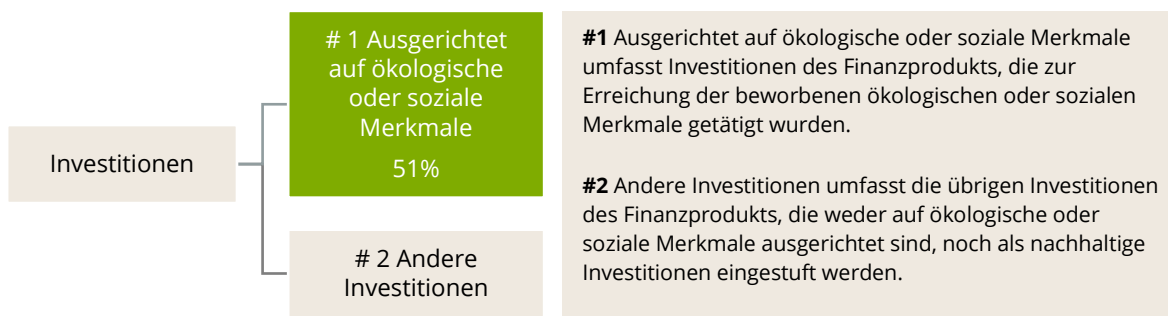 Investitionen
# 1 Ausgerichtet
auf ökologische
oder soziale
Merkmale
51%
# 2 Andere
Investitionen
#1 Ausgerichtet auf ökologische oder soziale Merkmale
umfasst Investitionen des Finanzprodukts, die zur
Erreichung der beworbenen ökologischen oder sozialen
Merkmale getätigt wurden.
#2 Andere Investitionen umfasst die übrigen Investitionen
des Finanzprodukts, die weder auf ökologische oder
soziale Merkmale ausgerichtet sind, noch als nachhaltige
Investitionen eingestuft werden.